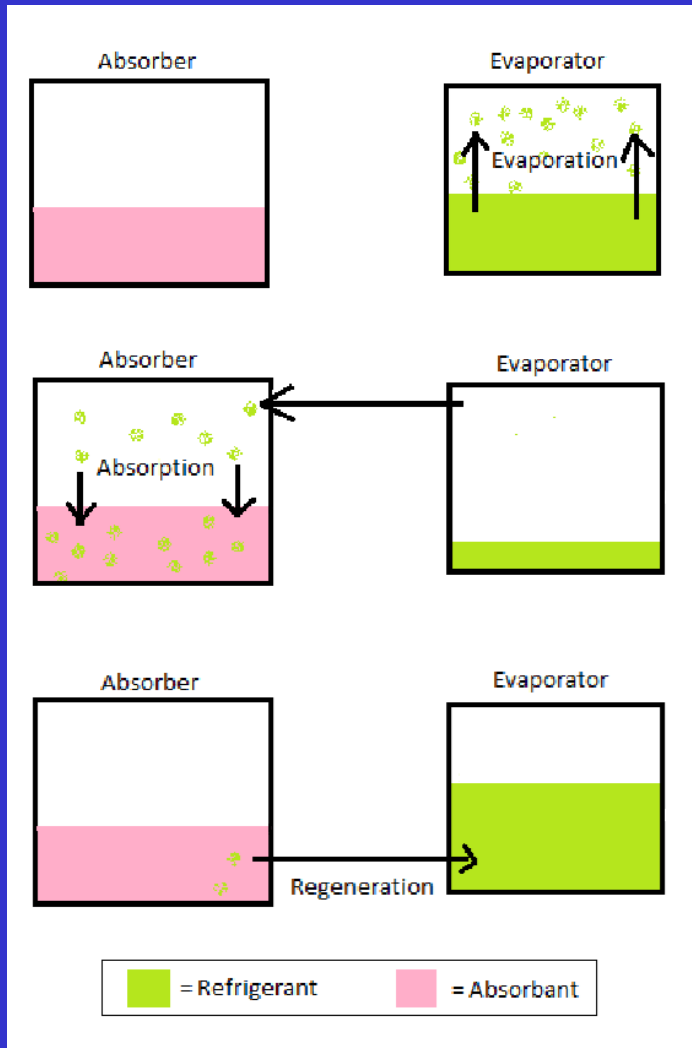 Absorber
Evaporator
Evaporation
Absorber
Evaporator
Absorption
Absorber
Evaporator
Regeneration
= Refrigerant
= Absorbant